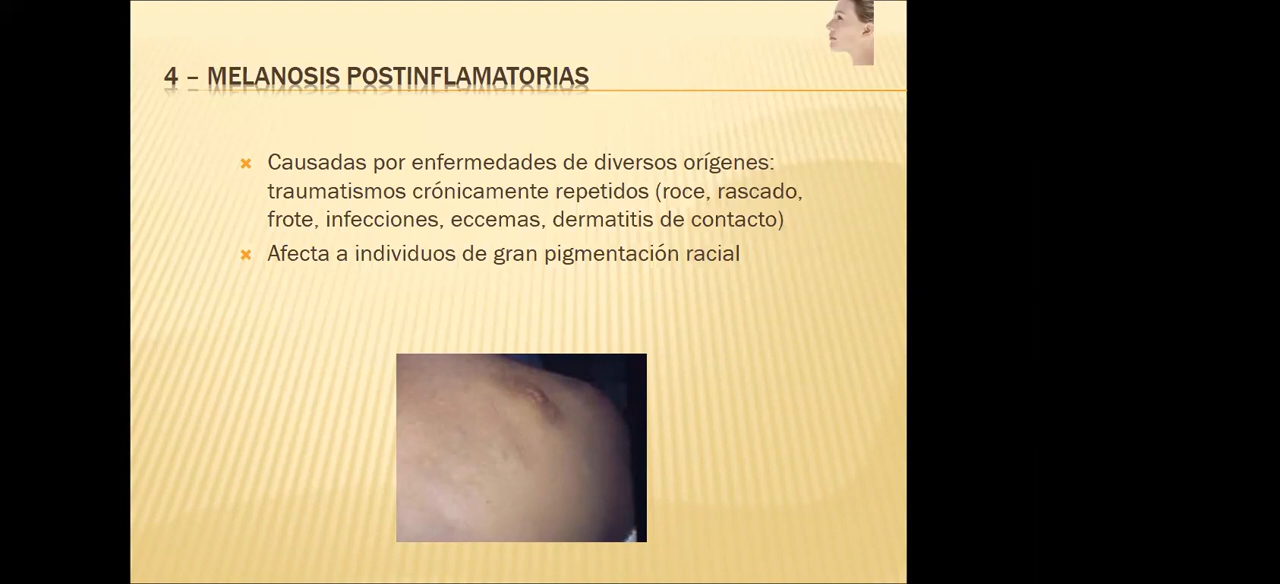 4 – MELANOSIS POSTINFLAMATORIAS
Causadas por enfermedades de diversos orígenes:
traumatismos crónicamente repetidos (roce, rascado,
frote, infecciones, eccemas, dermatitis de contacto)
Afecta a individuos de gran pigmentación racial